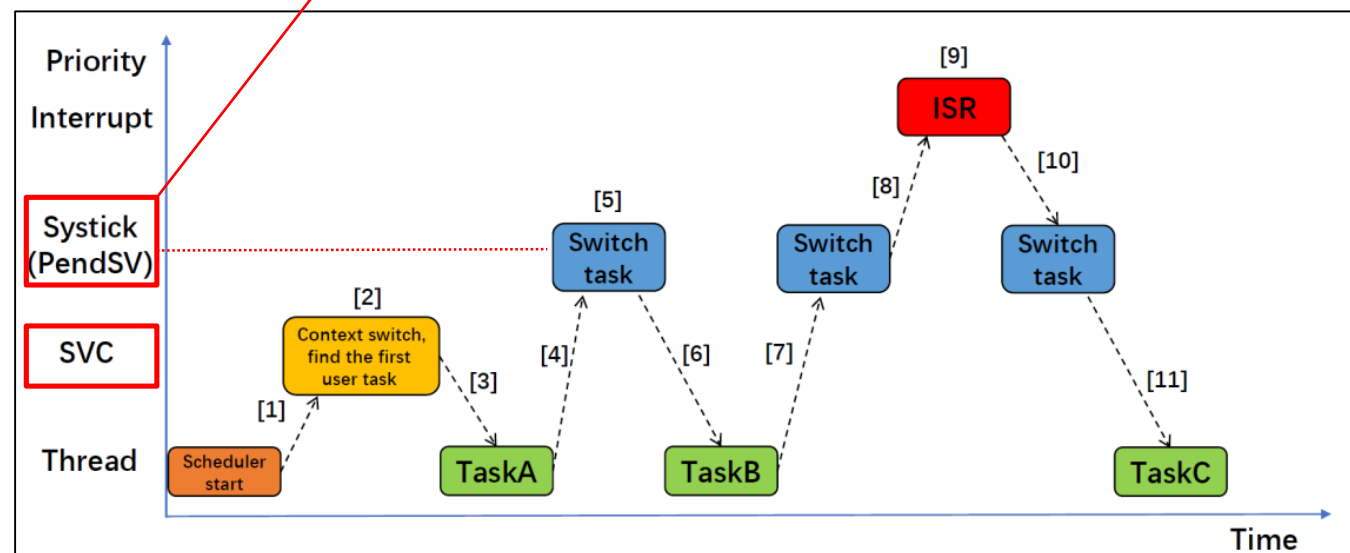 Priority
Interrupt
Systick
(PendSV)
SVC
Thread
Scheduler
start
[1]
[2]
Context switch,
find the first
user task
[3]
TaskA
[4]
[5]
Switch
task
[6]
TaskB
[7]
Switch
task
[8]
[9]
ISR
[10]
Switch
task
[11]
TaskC
Time